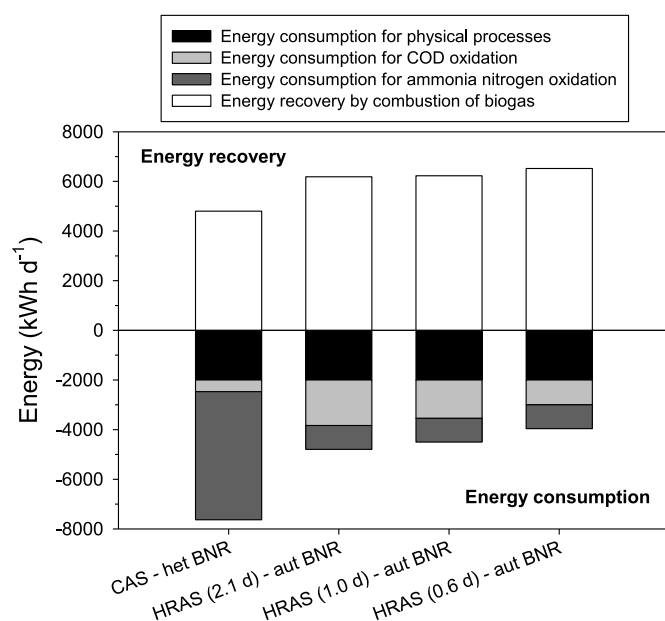 Energy consumption for physical processes
Energy consumption for COD oxidation
Energy consumption for ammonia nitrogen oxidation
Energy recovery by combustion of biogas
Energy (kWh d⁻¹)
8000
6000
4000
2000
0
-2000
-4000
-6000
-8000
Energy recovery
Energy consumption
CAS - het BNR
HRAS (2.1 d) - aut BNR
HRAS (1.0 d) - aut BNR
HRAS (0.6 d) - aut BNR